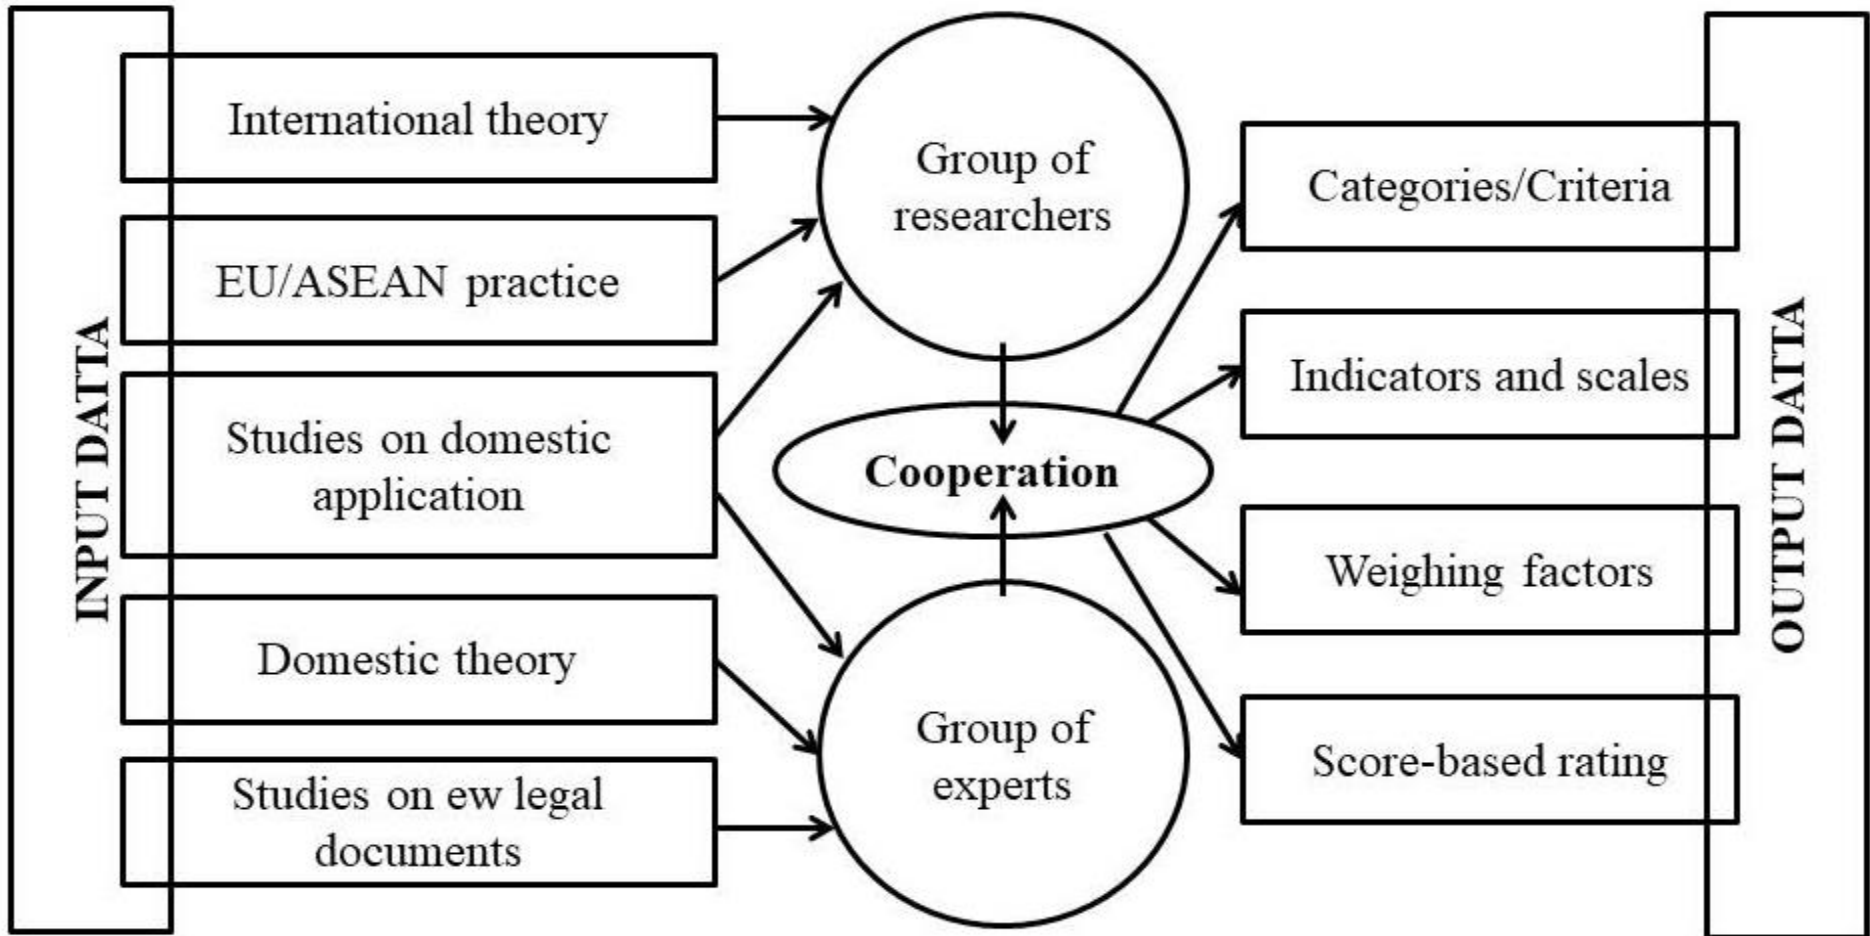 INPUT DATTA
International theory
EU/ASEAN practice
Studies on domestic
application
Domestic theory
Studies on ew legal
documents
Group of
researchers
Cooperation
Group of
experts
Categories/Criteria
Indicators and scales
Weighing factors
Score-based rating
OUTPUT DATTA